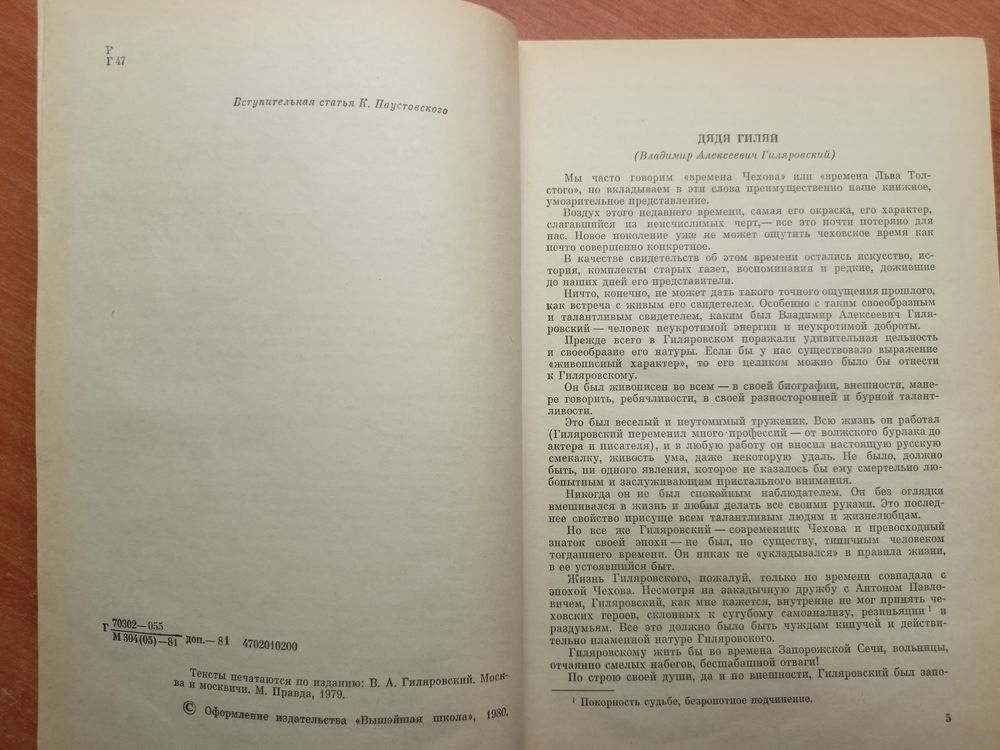 Р
Г 47
Вступительная статья К. Паустовского
Г 70302—055
М 304(05)—81 доп.—81 4702010200
Тексты печатаются по изданию: В. А. Гиляровский. Моск-
ва и москвичи. М. Правда, 1979.
© Оформление издательства «Вышэйшая школа», 1980.
ДЯДЯ ГИЛЯЙ
(Владимир Алексеевич Гиляровский)
Мы часто говорим «времена Чехова» или «времена Льва Тол-
стого», но вкладываем в эти слова преимущественно наше книжное,
умозрительное представление.
Воздух этого недавнего времени, самая его окраска, его характер,
слагавшийся из неисчислимых черт,— все это почти потеряно для
нас. Новое поколение уже не может ощутить чеховское время как
нечто совершенно конкретное.
В качестве свидетельств об этом времени остались искусство, ис-
тория, комплекты старых газет, воспоминания и редкие, дожившие
до наших дней его представители.
Ничто, конечно, не может дать такого точного ощущения прошлого,
как встреча с живым его свидетелем. Особенно с таким своеобразным
и талантливым свидетелем, каким был Владимир Алексеевич Гиля-
ровский — человек неукротимой энергии и неукротимой доброты.
Прежде всего в Гиляровском поражали удивительная цельность
и своеобразие его натуры. Если бы у нас существовало выражение
«живописный характер», то его целиком можно было бы отнести
к Гиляровскому.
Он был живописен во всем — в своей биографии, внешности, мане-
ре говорить, ребячливости, в своей разносторонней и бурной талант-
ливости.
Это был веселый и неутомимый труженик. Всю жизнь он работал
(Гиляровский переменил много профессий — от волжского бурлака до
актера и писателя), и в любую работу он вносил настоящую русскую
смекалку, живость ума, даже некоторую удаль. Не было, должно
быть, ни одного явления, которое не казалось бы ему смертельно лю-
бопытным и заслуживающим пристального внимания.
Никогда он не был спокойным наблюдателем. Он без оглядки
вмешивался в жизнь и любил делать все своими руками. Это послед-
нее свойство присуще всем талантливым людям и жизнелюбцам.
Но все же Гиляровский — современник Чехова и превосходный
знаток своей эпохи — не был, по существу, типичным человеком
тогдашнего времени. Он никак не «укладывался» в правила жизни,
в ее устоявшийся быт.
Жизнь Гиляровского, пожалуй, только по времени совпадала с
эпохой Чехова. Несмотря на закадычную дружбу с Антоном Павло-
вичем, Гиляровский, как мне кажется, внутренне не мог принять че-
ховских героев, склонных к сугубому самоанализу, резиньяции ¹ и
раздумьям. Все это должно было быть чуждым кипучей и действи-
тельно пламенной натуре Гиляровского.
Гиляровскому жить бы во времена Запорожской Сечи, вольницы,
отчаянно смелых набегов, бесшабашной отваги!
По строю своей души, да и по внешности, Гиляровский был запо-
¹ Покорность судьбе, безропотное подчинение.
5